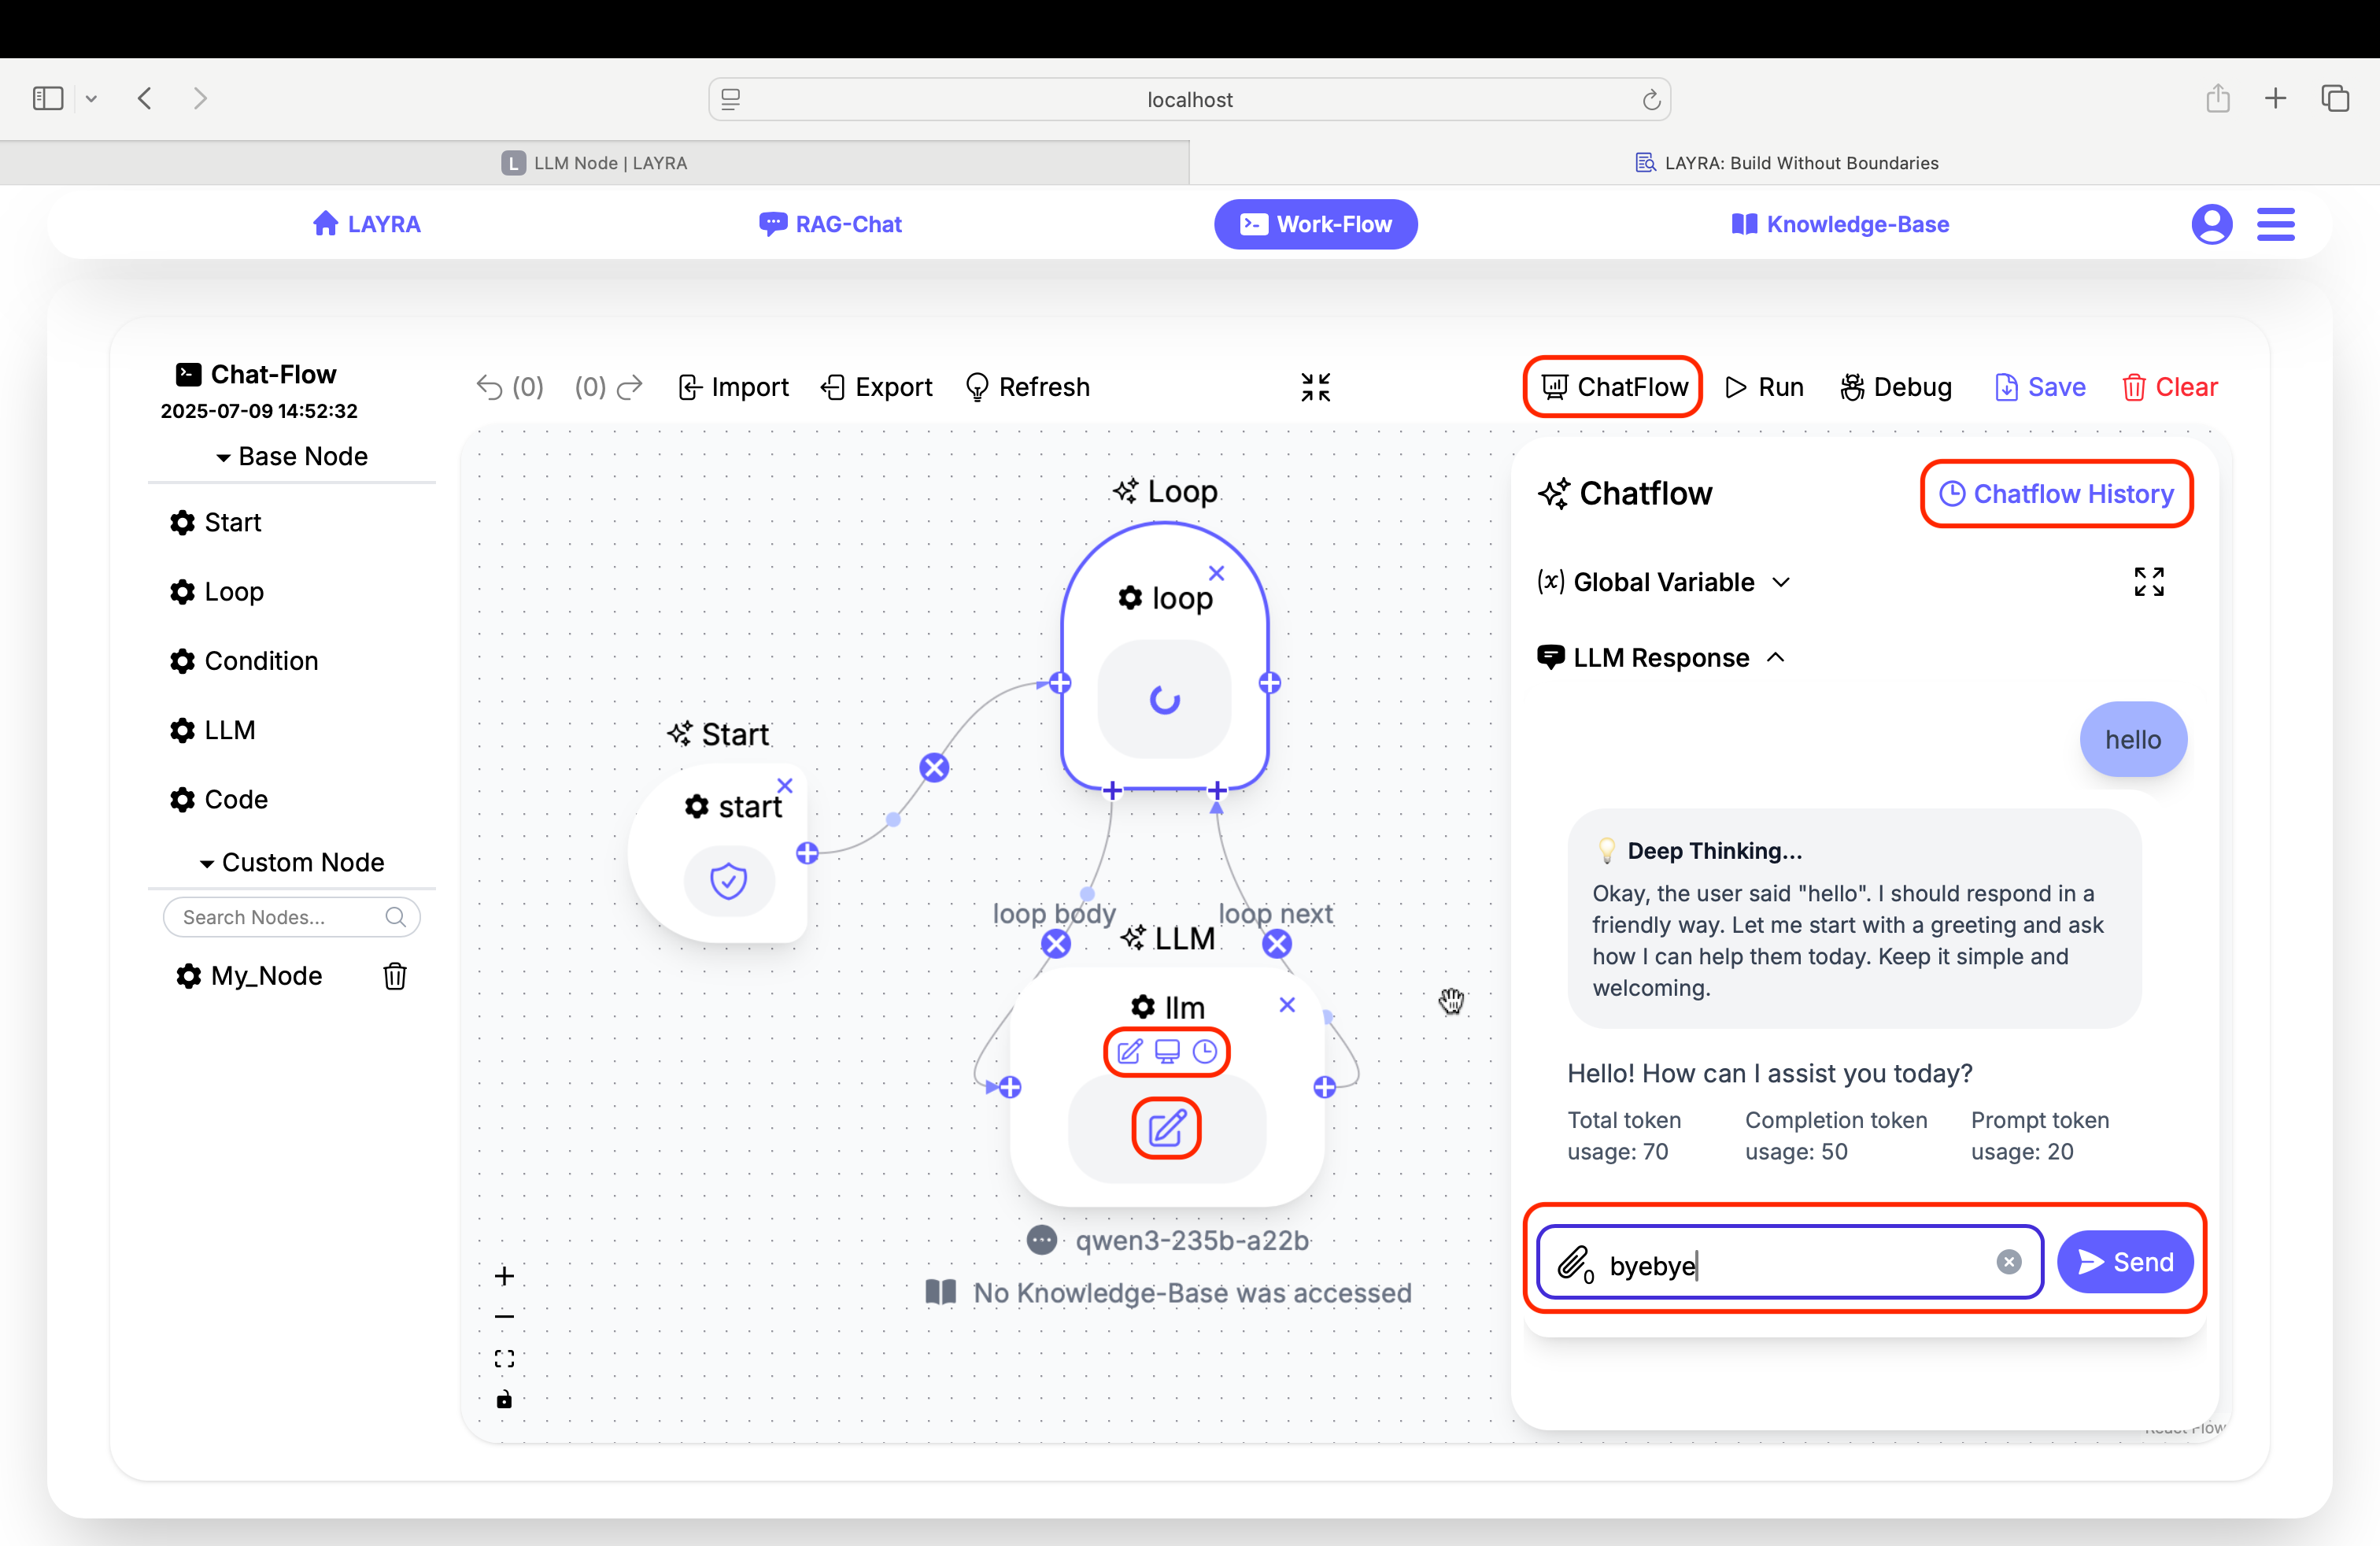 localhost
L LLM Node | LAYRA
LAYRA: Build Without Boundaries
LAYRA
RAG-Chat
Work-Flow
Knowledge-Base
Chat-Flow
2025-07-09 14:52:32
Base Node
Start
Loop
Condition
LLM
Code
Custom Node
Search Nodes...
My_Node
(0) (0) Import Export Refresh
ChatFlow Run Debug Save Clear
Loop
loop
Start
start
loop body
loop next
LLM
llm
qwen3-235b-a22b
No Knowledge-Base was accessed
Chatflow
Chatflow History
(x) Global Variable
LLM Response
hello
💡 Deep Thinking...
Okay, the user said "hello". I should respond in a
friendly way. Let me start with a greeting and ask
how I can help them today. Keep it simple and
welcoming.
Hello! How can I assist you today?
Total token
usage: 70
Completion token
usage: 50
Prompt token
usage: 20
0 byebye
Send
React Flow